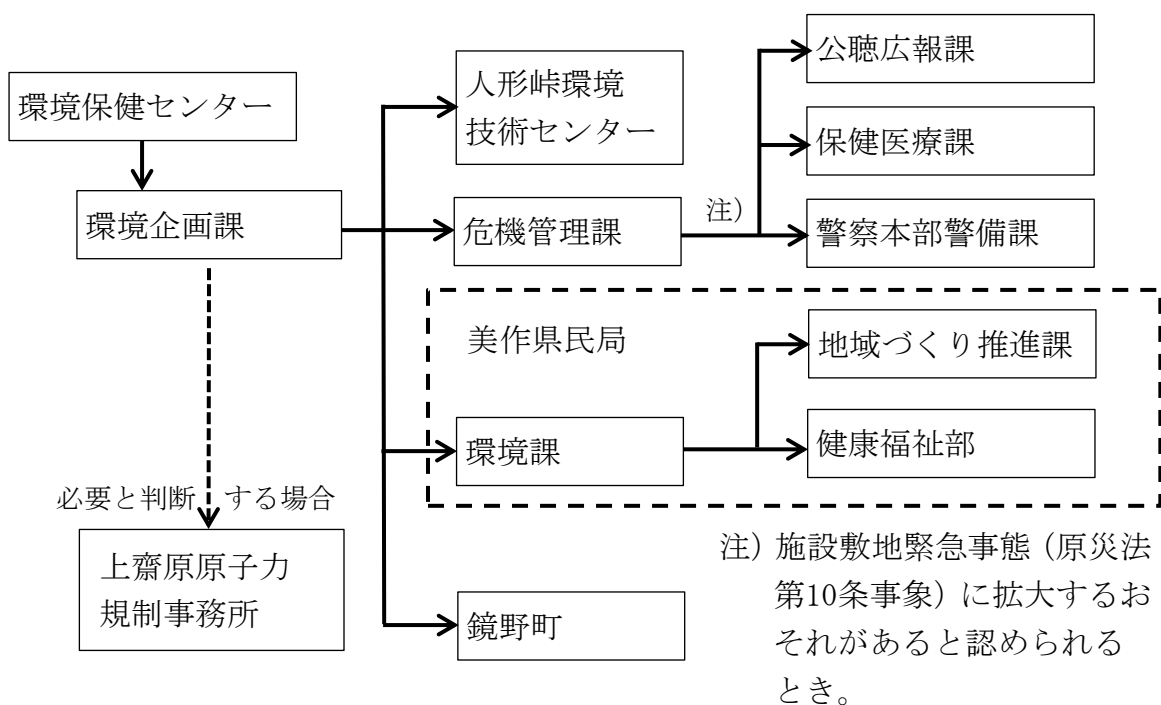 環境保健センター
環境企画課
必要と判断 する場合
上齋原原子力
規制事務所
人形峠環境
技術センター
危機管理課
注）
公聴広報課
保健医療課
警察本部警備課
美作県民局
環境課
地域づくり推進課
健康福祉部
鏡野町
注）施設敷地緊急事態（原災法
第10条事象）に拡大するお
それがあると認められる
とき。